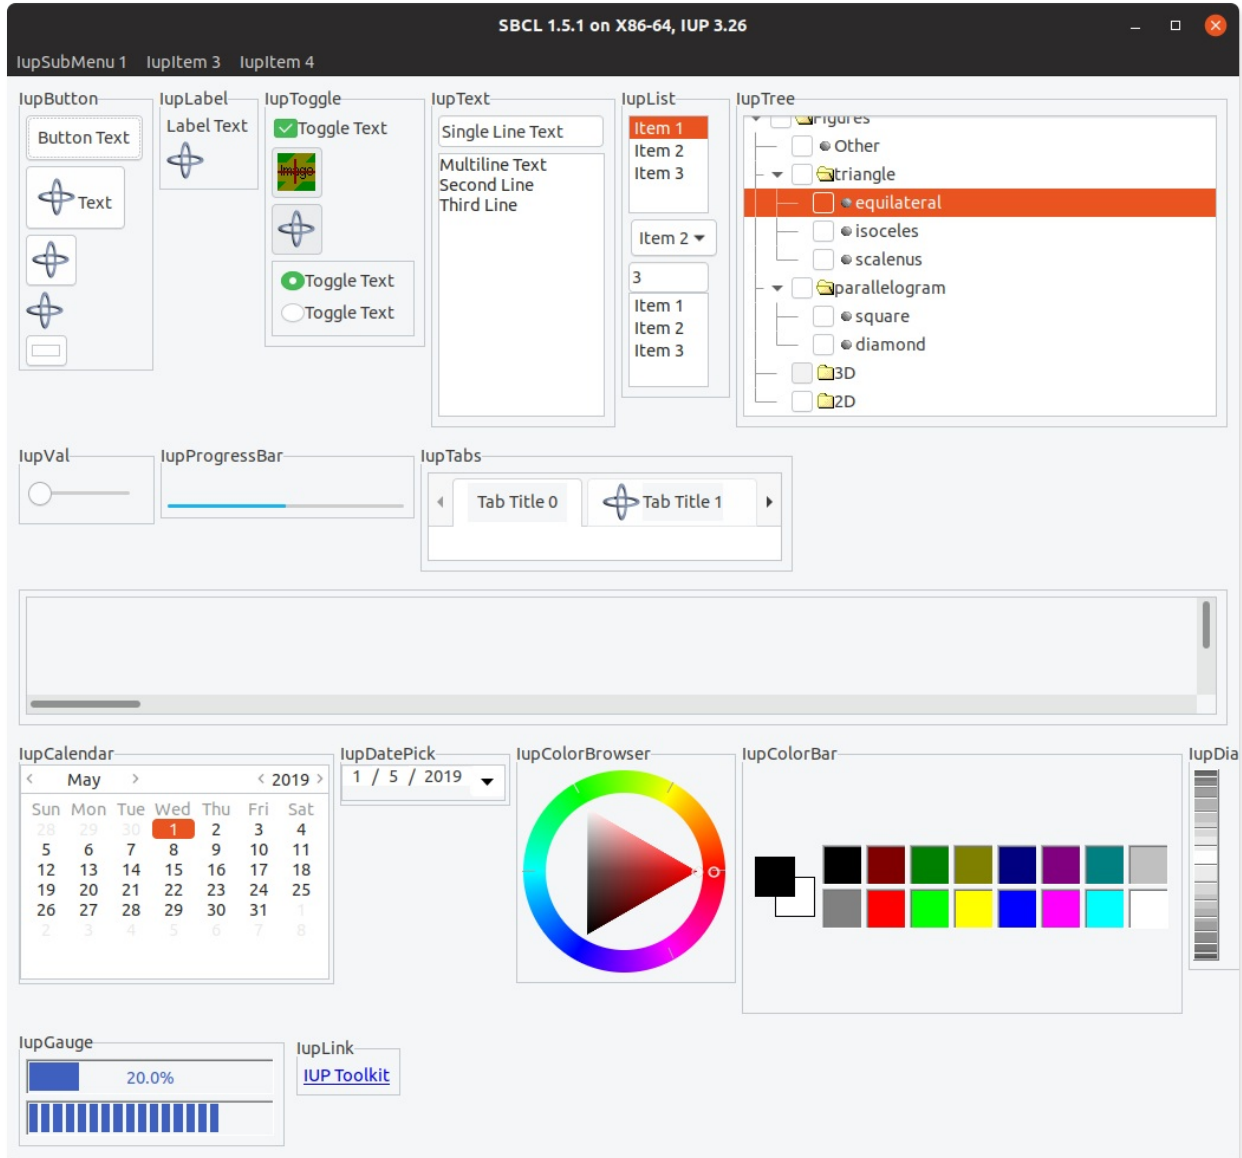 SBCL 1.5.1 on X86-64, IUP 3.26
IupSubMenu 1 IupItem 3 IupItem 4
IupButton
Button Text
Text
IupLabel
Label Text
IupToggle
Toggle Text
Image
Toggle Text
Toggle Text
IupText
Single Line Text
Multiline Text
Second Line
Third Line
IupList
Item 1
Item 2
Item 3
Item 2
3
Item 1
Item 2
Item 3
IupTree
Figures
Other
triangle
equilateral
isoceles
scalenus
parallelogram
square
diamond
3D
2D
IupVal
IupProgressBar
IupTabs
Tab Title 0
Tab Title 1
IupCalendar
May 2019
Sun Mon Tue Wed Thu Fri Sat
28 29 30 1 2 3 4
5 6 7 8 9 10 11
12 13 14 15 16 17 18
19 20 21 22 23 24 25
26 27 28 29 30 31 1
2 3 4 5 6 7 8
IupDatePick
1 / 5 / 2019
IupColorBrowser
IupColorBar
IupDia
IupGauge
20.0%
IupLink
IUP Toolkit